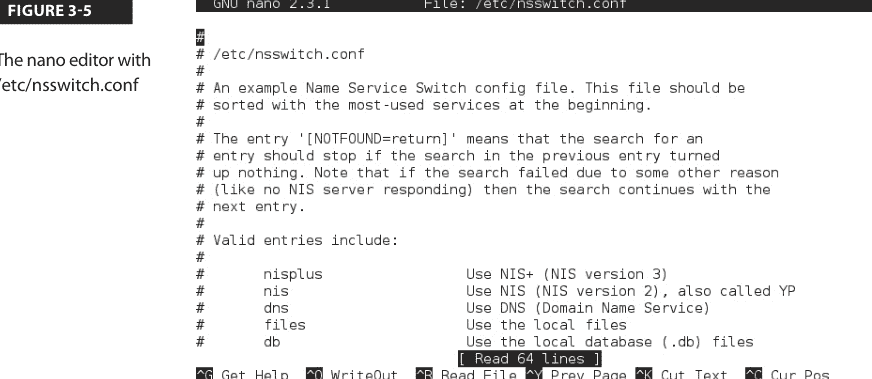 FIGURE 3-5
The nano editor with
/etc/nsswitch.conf
GNU nano 2.3.1 File: /etc/nsswitch.conf
#
# /etc/nsswitch.conf
#
# An example Name Service Switch config file. This file should be
# sorted with the most-used services at the beginning.
#
# The entry '[NOTFOUND=return]' means that the search for an
# entry should stop if the search in the previous entry turned
# up nothing. Note that if the search failed due to some other reason
# (like no NIS server responding) then the search continues with the
# next entry.
#
# Valid entries include:
#
# nisplus Use NIS+ (NIS version 3)
# nis Use NIS (NIS version 2), also called YP
# dns Use DNS (Domain Name Service)
# files Use the local files
# db Use the local database (.db) files
[ Read 64 lines ]
^G Get Help ^O WriteOut ^R Read File ^Y Prev Page ^K Cut Text ^C Cur Pos